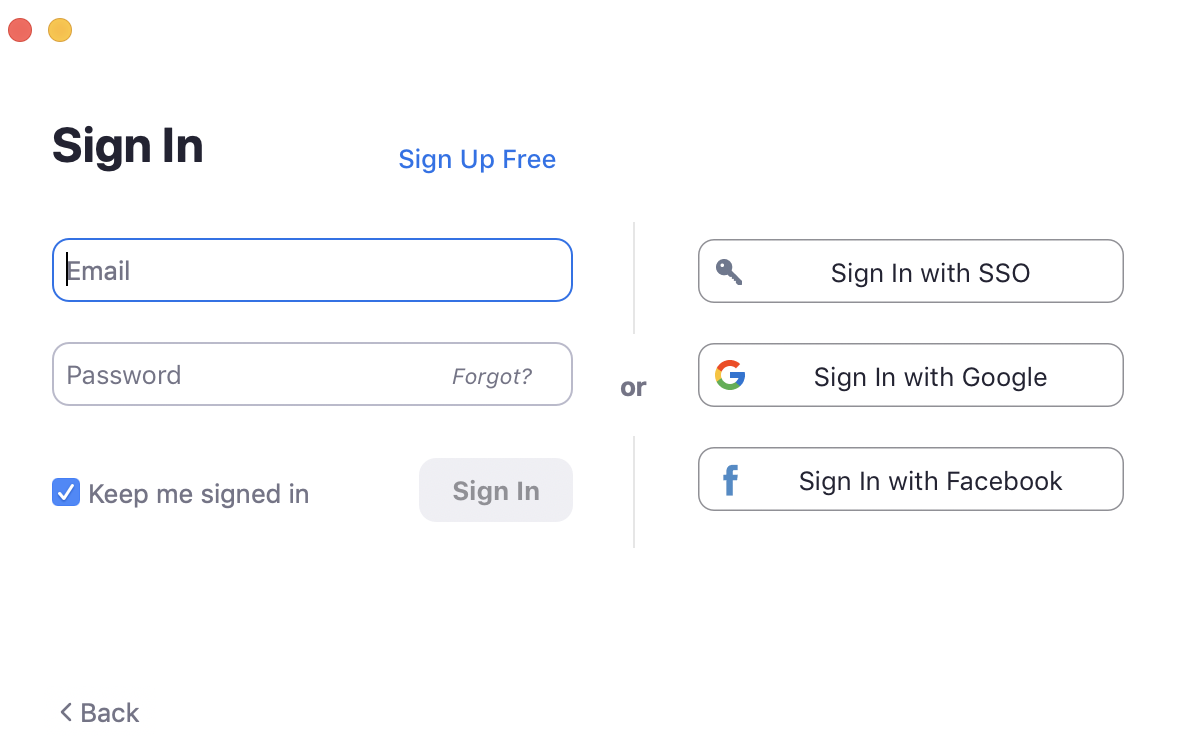 Sign In
Sign Up Free
Email
Password
Forgot?
Keep me signed in
Sign In
or
Sign In with SSO
Sign In with Google
Sign In with Facebook
Back